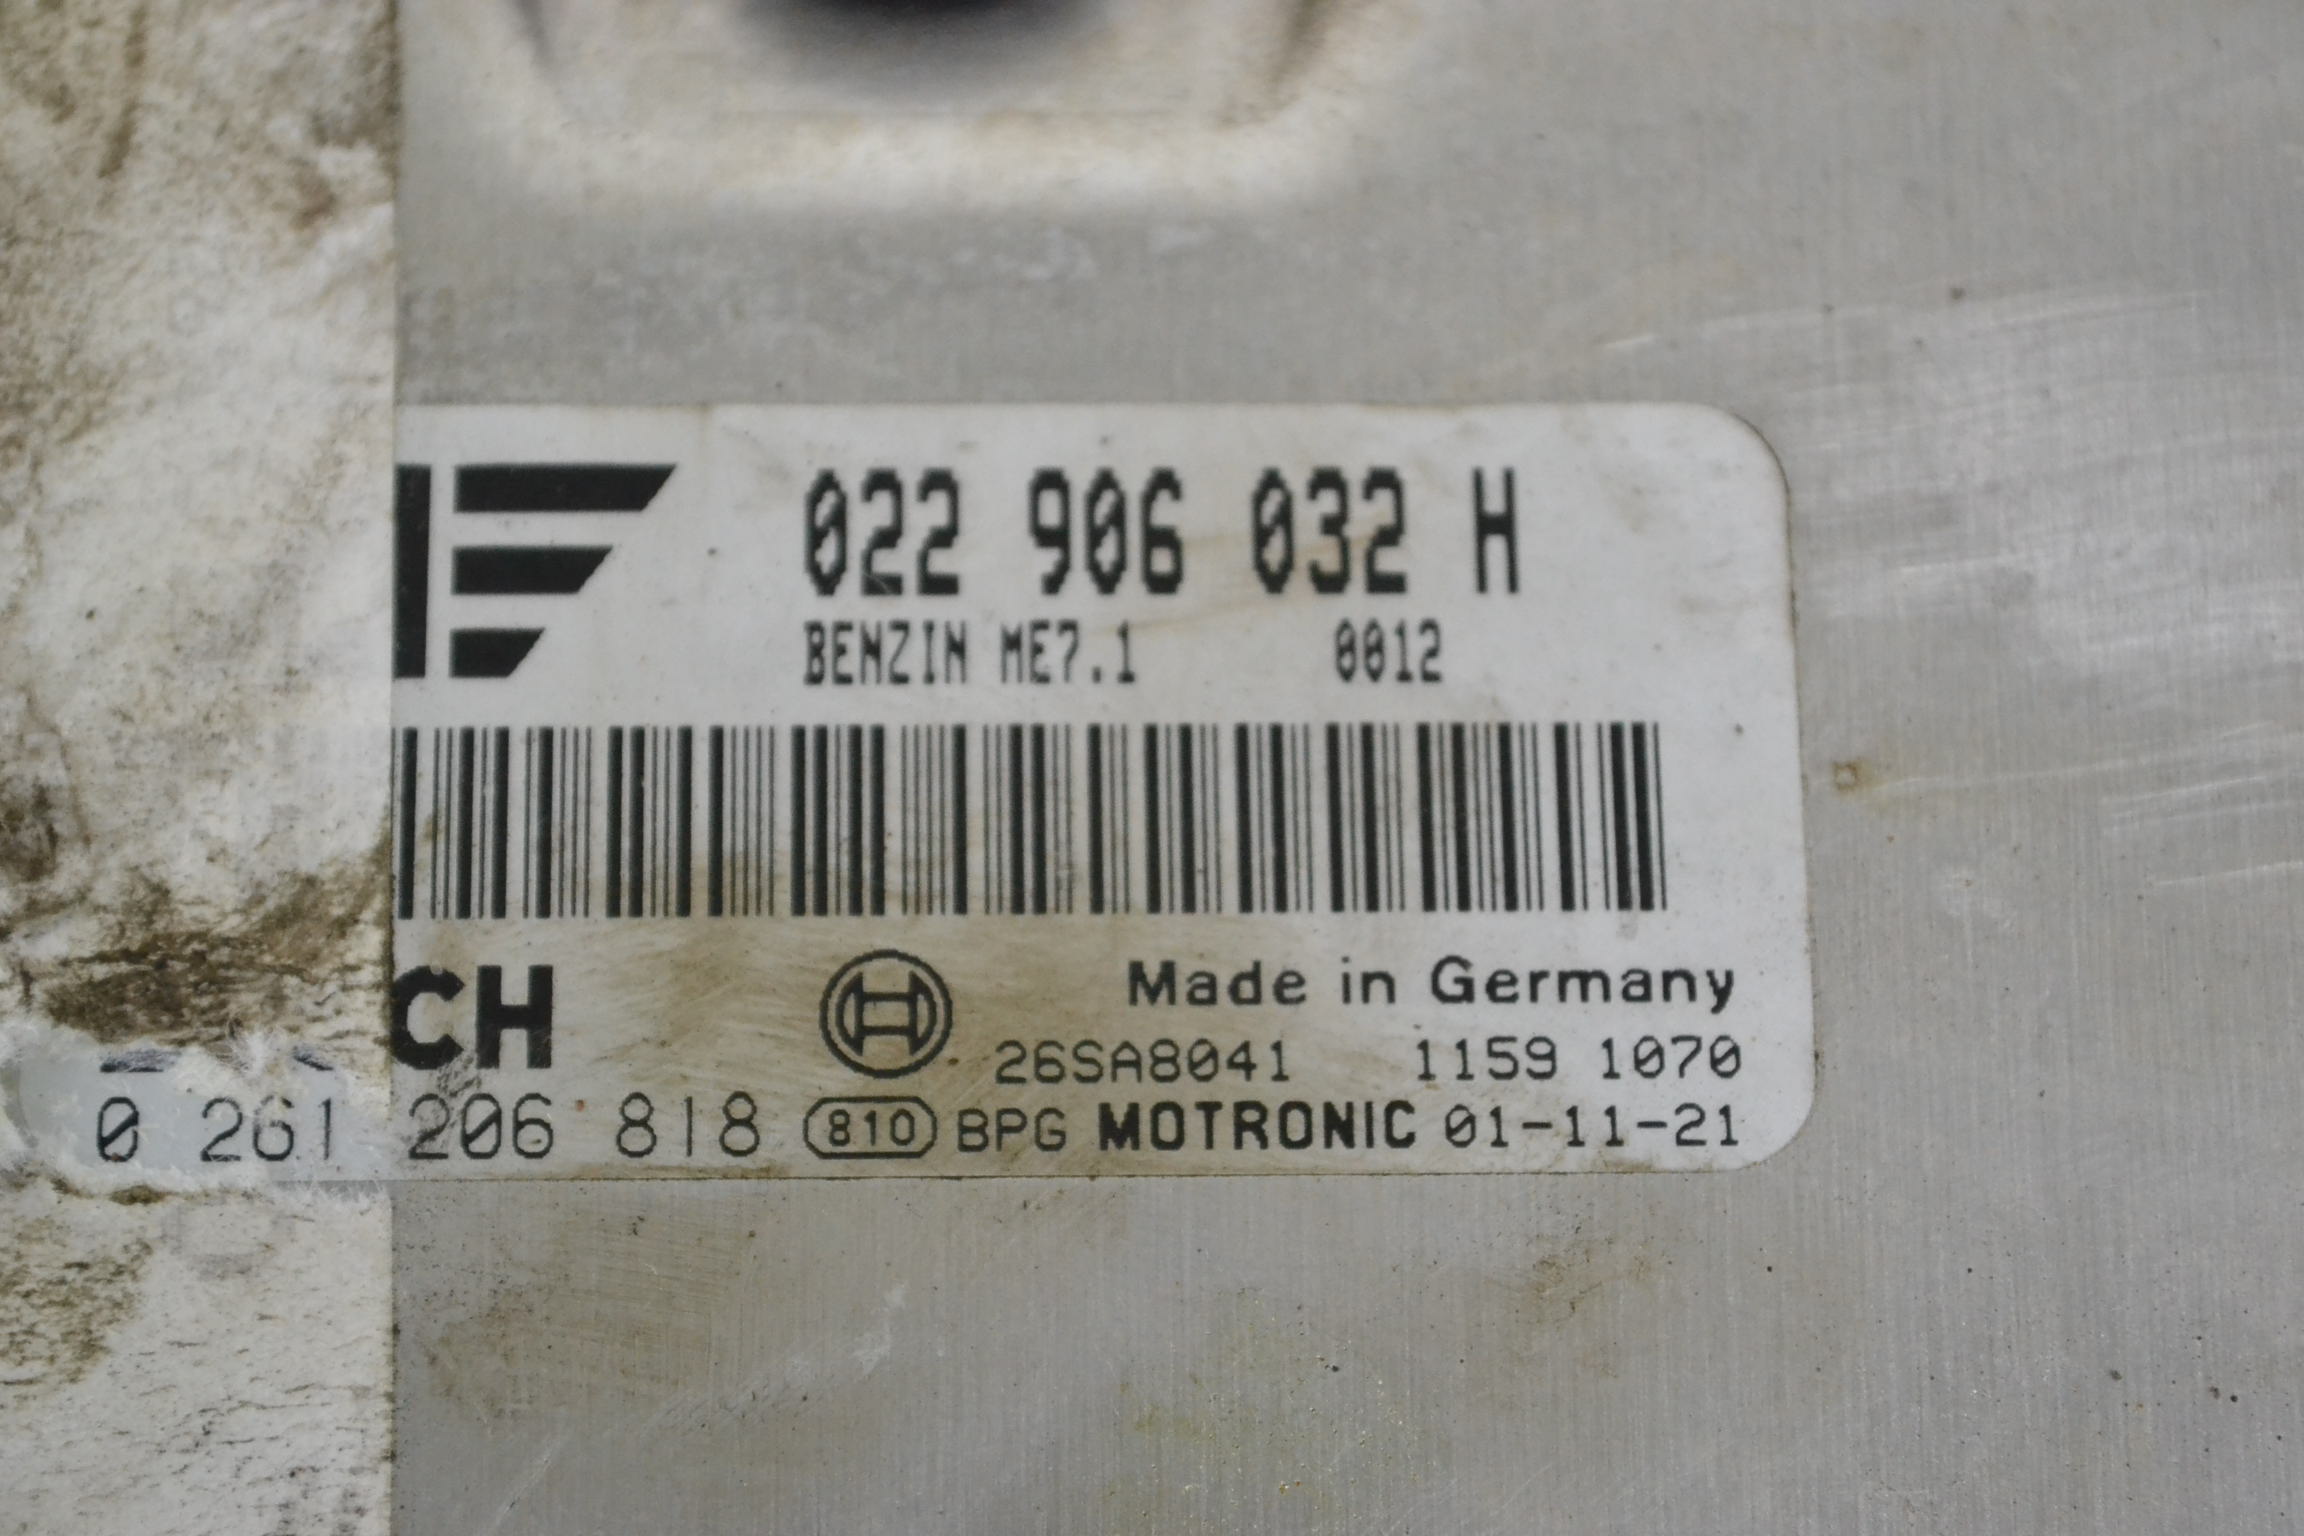 022 906 032 H
BENZIN ME7.1 0012
CH
Made in Germany
26SA8041 1159 1070
0 261 206 818 810 BPG MOTRONIC 01-11-21